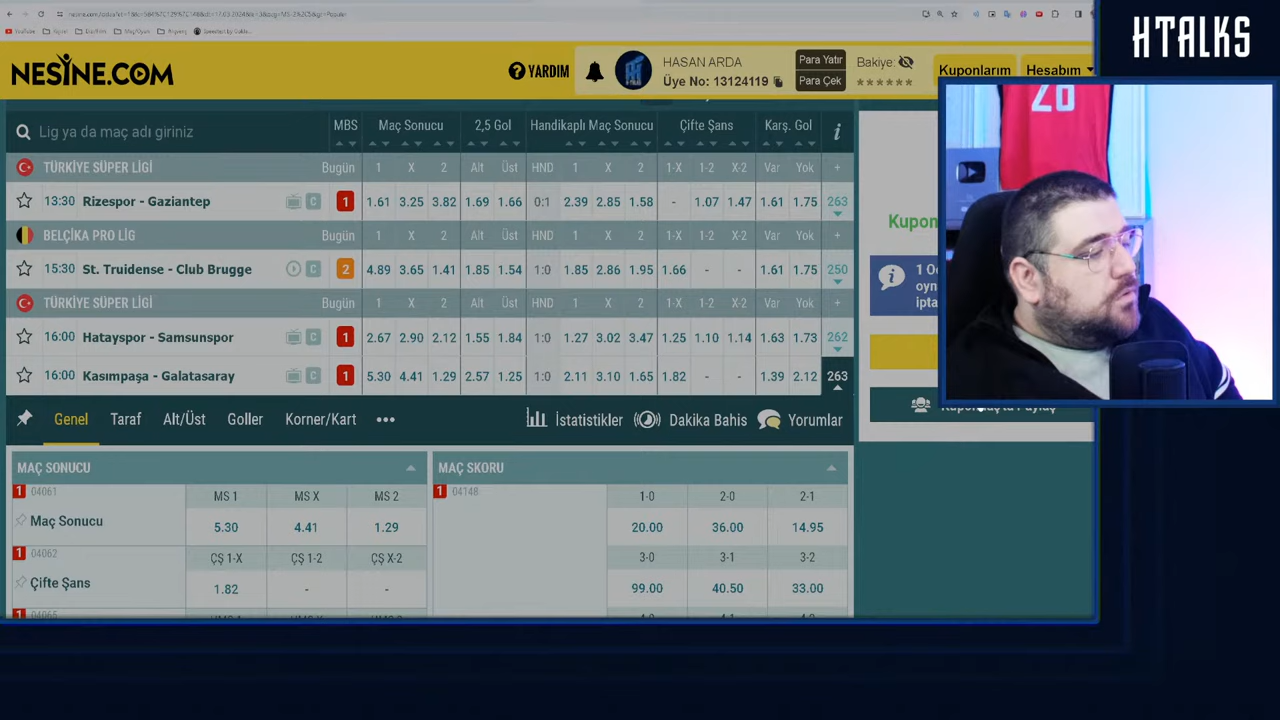 HTALKS
YouTube
NESİNE.COM
YARDIM
HASAN ARDA
Üye No: 13124119
Para Yatır
Para Çek
Bakiye:
******
Kuponlarım
Hesabım
Lig ya da maç adı giriniz
MBS
Maç Sonucu
2,5 Gol
Handikaplı Maç Sonucu
Çifte Şans
Karş. Gol
i
TÜRKİYE SÜPER LİGİ Bugün 1 X 2 Alt Üst HND 1 X 2 1-X 1-2 X-2 Var Yok +
13:30 Rizespor - Gaziantep C 1 1.61 3.25 3.82 1.69 1.66 0:1 2.39 2.85 1.58 - 1.07 1.47 1.61 1.75 263
BELÇİKA PRO LİG Bugün 1 X 2 Alt Üst HND 1 X 2 1-X 1-2 X-2 Var Yok +
15:30 St. Truidense - Club Brugge C 2 4.89 3.65 1.41 1.85 1.54 1:0 1.85 2.86 1.95 1.66 - - 1.61 1.75 250
TÜRKİYE SÜPER LİGİ Bugün 1 X 2 Alt Üst HND 1 X 2 1-X 1-2 X-2 Var Yok +
16:00 Hatayspor - Samsunspor C 1 2.67 2.90 2.12 1.55 1.84 1:0 1.27 3.02 3.47 1.25 1.10 1.14 1.63 1.73 262
16:00 Kasımpaşa - Galatasaray C 1 5.30 4.41 1.29 2.57 1.25 1:0 2.11 3.10 1.65 1.82 - - 1.39 2.12 263
Kupon
28
Genel Taraf Alt/Üst Goller Korner/Kart ••• İstatistikler Dakika Bahis Yorumlar
MAÇ SONUCU
1 04061 MS 1 MS X MS 2
Maç Sonucu 5.30 4.41 1.29
1 04062 ÇŞ 1-X ÇŞ 1-2 ÇŞ X-2
Çifte Şans 1.82 - -
1 04065
MAÇ SKORU
1 04148 1-0 2-0 2-1
20.00 36.00 14.95
3-0 3-1 3-2
99.00 40.50 33.00